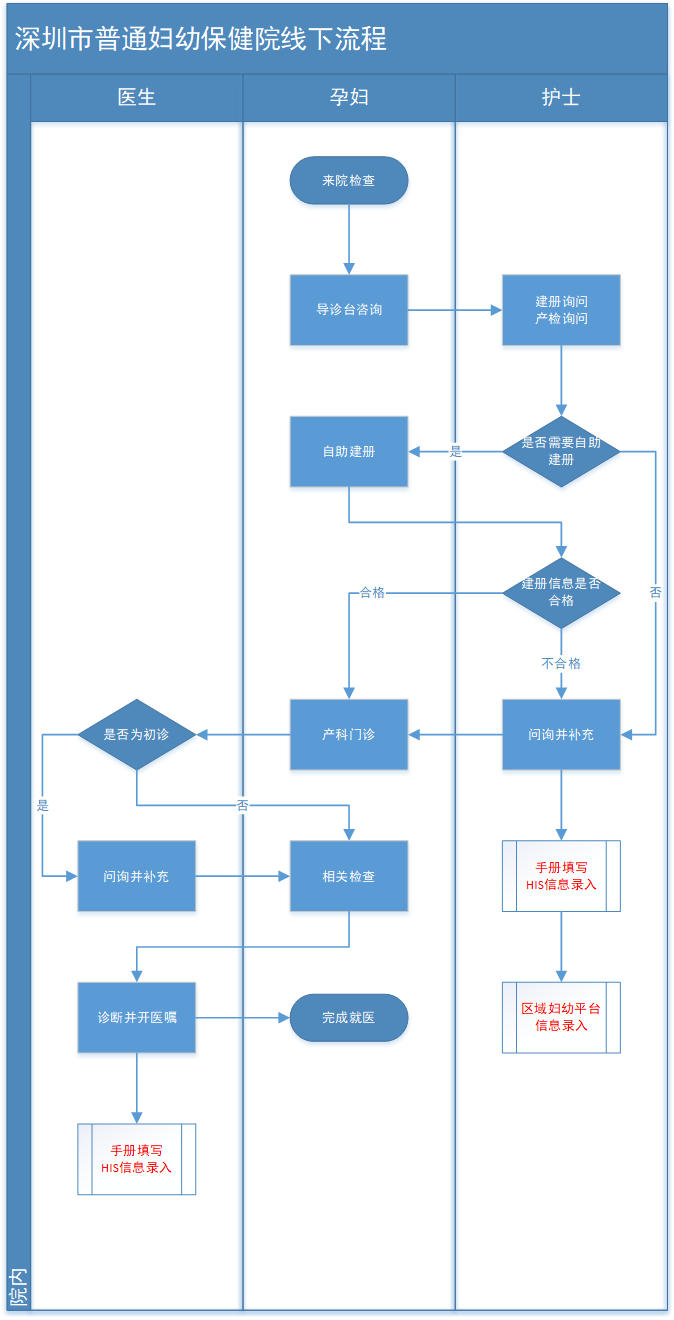 深圳市普通妇幼保健院线下流程
医生
孕妇
护士
来院检查
导诊台咨询
建册询问
产检询问
自助建册
是
是否需要自助
建册
建册信息是否
合格
合格
否
不合格
是否为初诊
产科门诊
问询并补充
是
否
问询并补充
相关检查
手册填写
HIS信息录入
诊断并开医嘱
完成就医
区域妇幼平台
信息录入
手册填写
HIS信息录入
院内